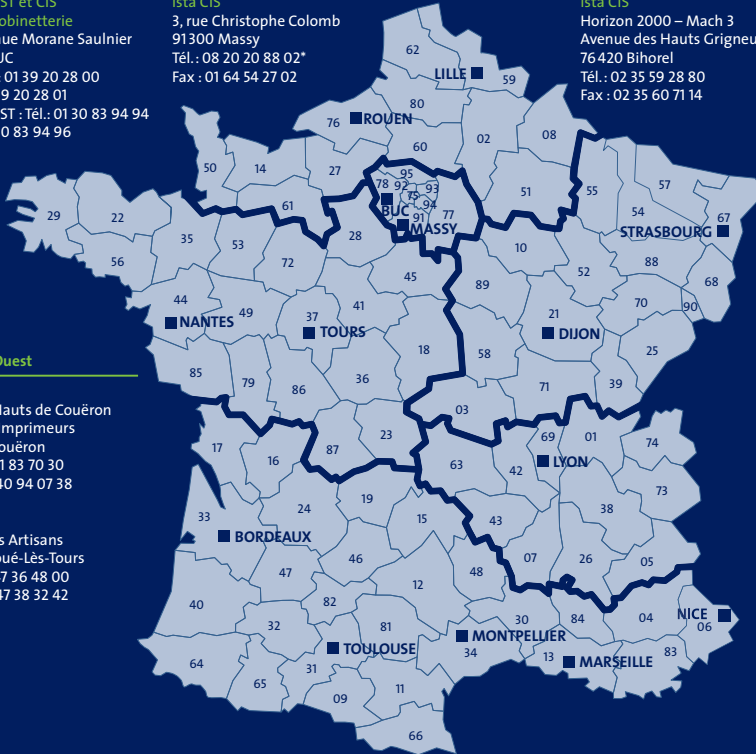 ST et CIS
obinetterie
ue Morane Saulnier
UC
: 01 39 20 28 00
9 20 28 01
ST : Tél.: 01 30 83 94 94
0 83 94 96
ista CIS
3, rue Christophe Colomb
91300 Massy
Tél.: 08 20 20 88 02*
Fax : 01 64 54 27 02
ista CIS
Horizon 2000 – Mach 3
Avenue des Hauts Grigneu
76420 Bihorel
Tél.: 02 35 59 28 80
Fax : 02 35 60 71 14
Ouest
Hauts de Couëron
Imprimeurs
ouëron
1 83 70 30
40 94 07 38
s Artisans
oué-Lès-Tours
47 36 48 00
47 38 32 42
62
LILLE
59
80
76
ROUEN
02
08
60
50
14
27
95
78
92
93
75
94
BUC
91
77
MASSY
61
51
55
57
54
67
STRASBOURG
29
22
35
53
28
10
88
56
72
45
89
52
68
44
49
41
70
90
NANTES
37
TOURS
21
DIJON
18
58
25
85
79
86
36
71
39
03
17
23
69
01
74
16
87
63
42
LYON
73
19
24
15
38
33
43
BORDEAUX
46
07
26
05
47
48
12
40
82
32
81
30
84
04
NICE
06
MONTPELLIER
TOULOUSE
34
13
MARSEILLE
83
64
31
65
09
11
66